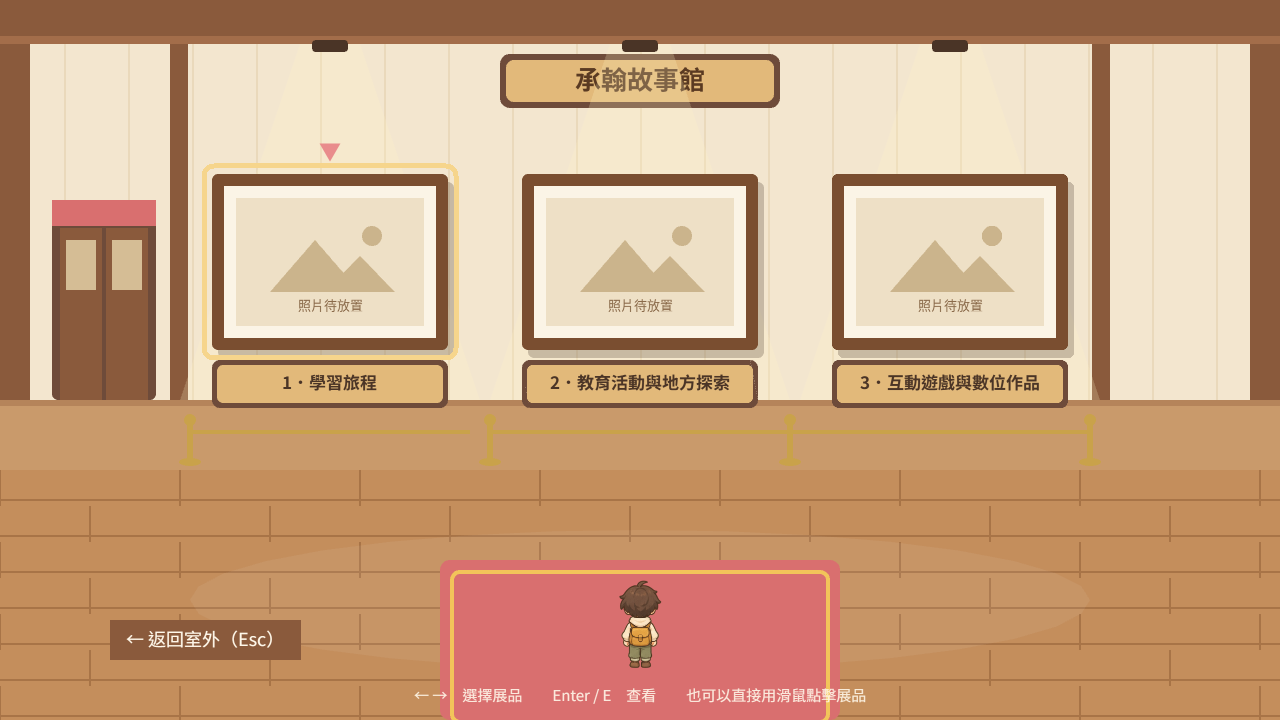 承翰故事館
照片待放置
照片待放置
照片待放置
1・學習旅程
2・教育活動與地方探索
3・互動遊戲與數位作品
← 返回室外（Esc）
←→　選擇展品　　Enter / E　查看　　也可以直接用滑鼠點擊展品